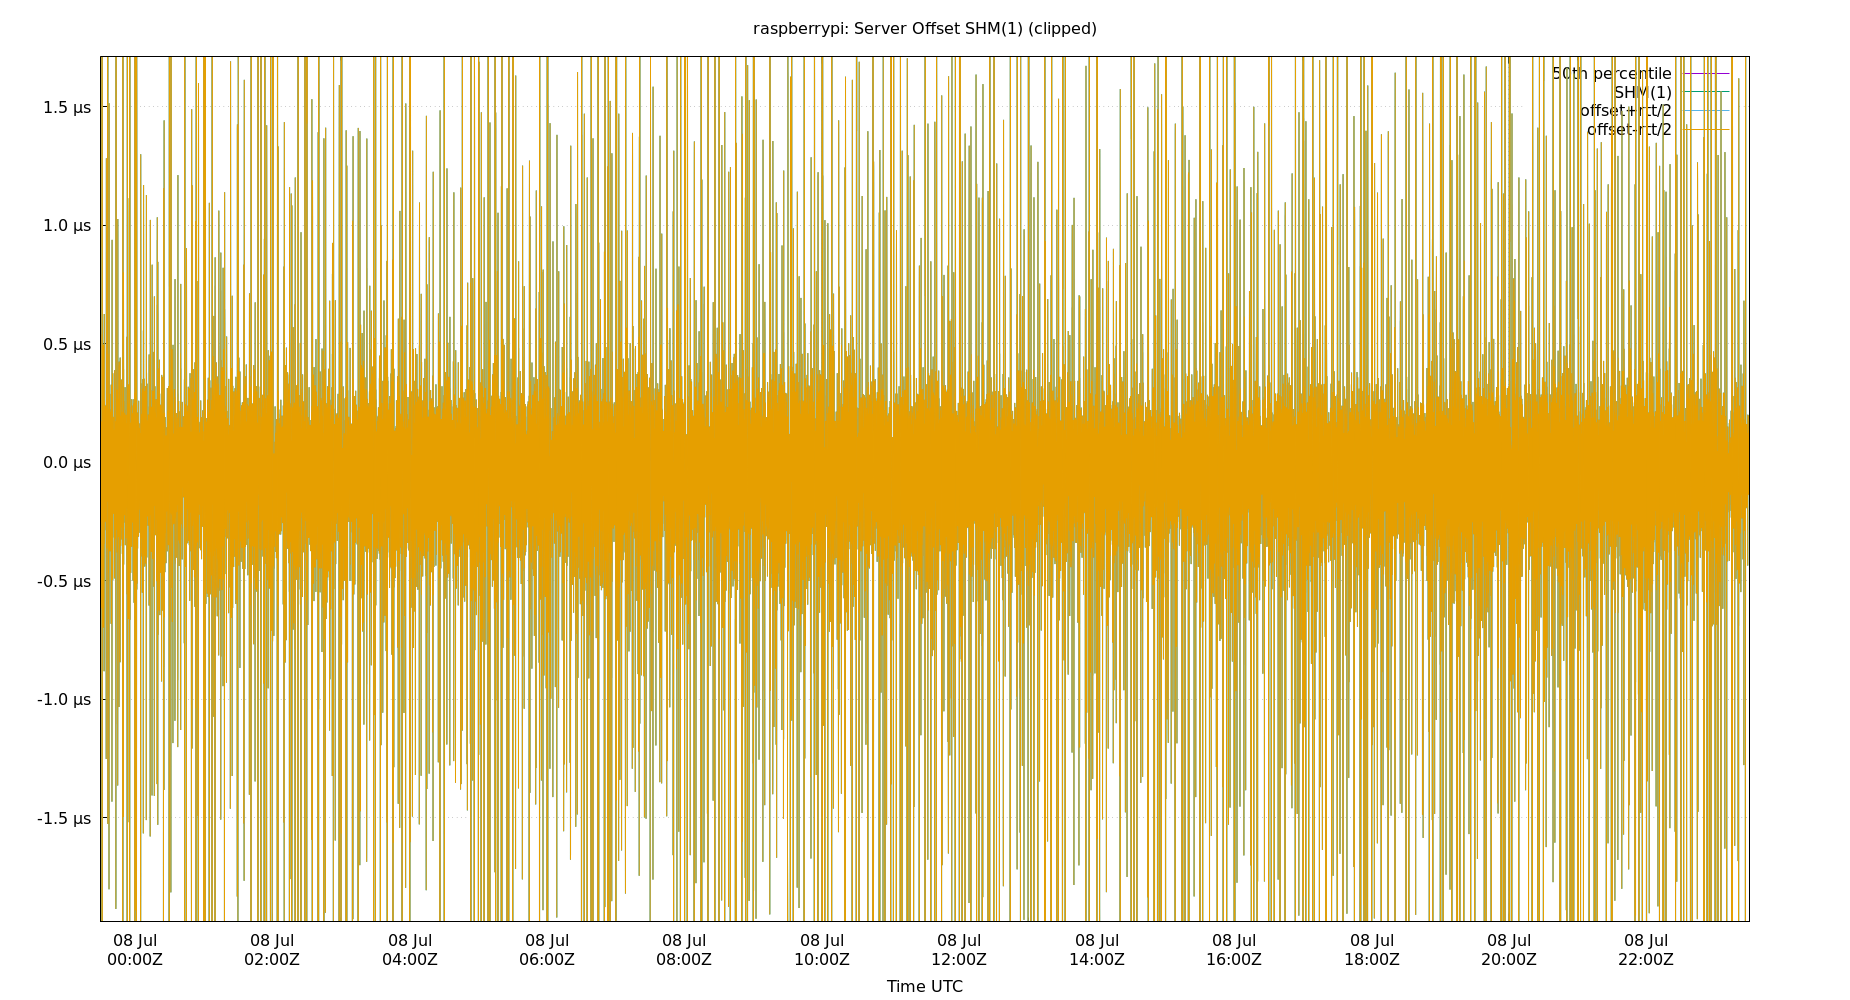 raspberrypi: Server Offset SHM(1) (clipped)
50th percentile
SHM(1)
offset+rtt/2
offset-rtt/2
1.5 µs
1.0 µs
0.5 µs
0.0 µs
-0.5 µs
-1.0 µs
-1.5 µs
08 Jul 08 Jul 08 Jul 08 Jul 08 Jul 08 Jul 08 Jul 08 Jul 08 Jul 08 Jul 08 Jul 08 Jul
00:00Z 02:00Z 04:00Z 06:00Z 08:00Z 10:00Z 12:00Z 14:00Z 16:00Z 18:00Z 20:00Z 22:00Z
Time UTC